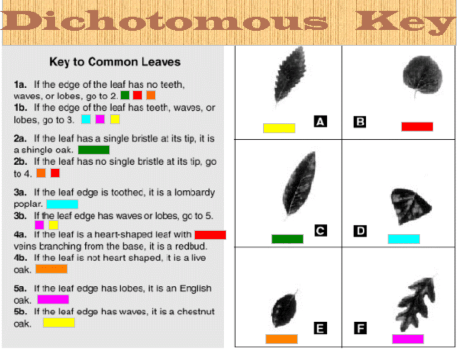 Dichotomous Key
Key to Common Leaves
1a. If the edge of the leaf has no teeth,
waves, or lobes, go to 2.
1b. If the edge of the leaf has teeth, waves, or
lobes, go to 3.
2a. If the leaf has a single bristle at its tip, it is
a shingle oak.
2b. If the leaf has no single bristle at its tip, go
to 4.
3a. If the leaf edge is toothed, it is a lombardy
poplar.
3b. If the leaf edge has waves or lobes, go to 5.
4a. If the leaf is a heart-shaped leaf with
veins branching from the base, it is a redbud.
4b. If the leaf is not heart shaped, it is a live
oak.
5a. If the leaf edge has lobes, it is an English
oak.
5b. If the leaf edge has waves, it is a chestnut
oak.
A
B
C
D
E
F